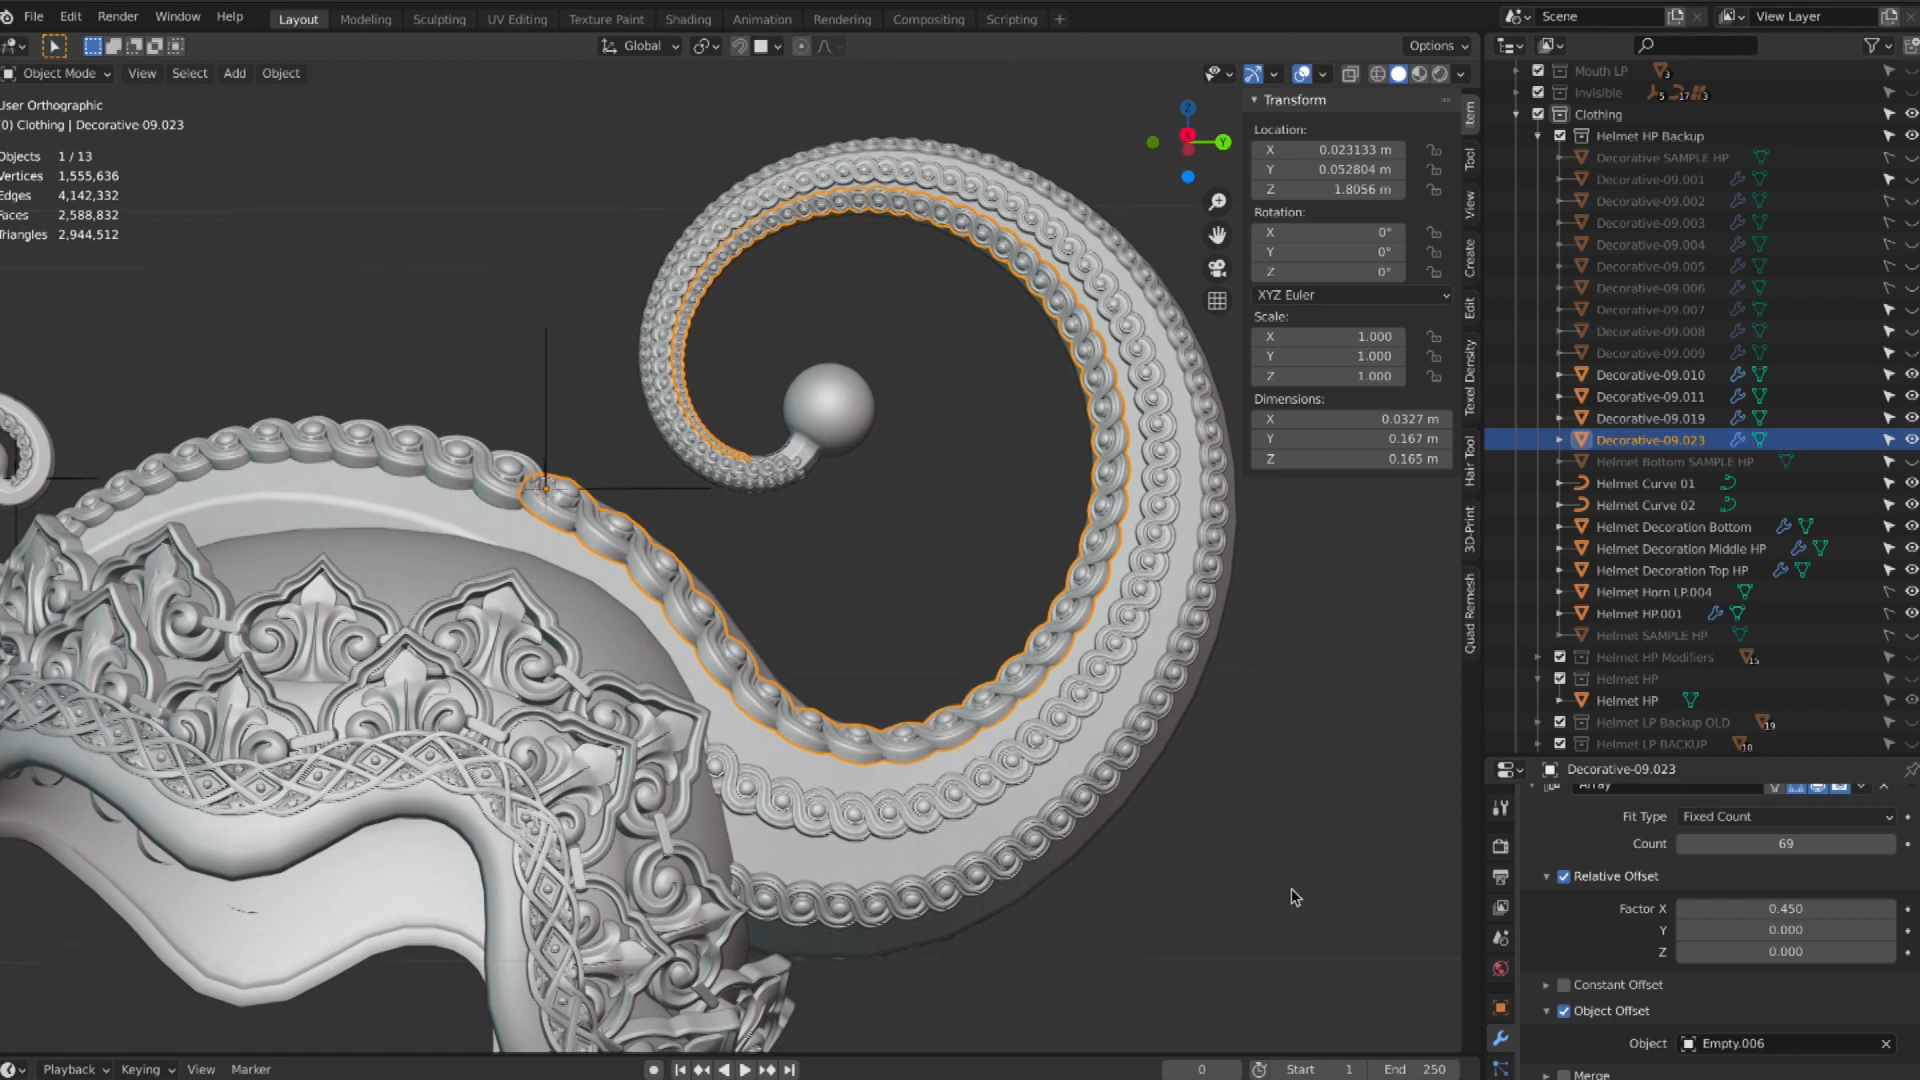 File Edit Render Window Help Layout Modeling Sculpting UV Editing Texture Paint Shading Animation Rendering Compositing Scripting + Scene View Layer
Global Options
Object Mode View Select Add Object
User Orthographic
(0) Clothing | Decorative-09.023
Objects 1 / 13
Vertices 1,555,636
Edges 4,142,332
Faces 2,588,832
Triangles 2,944,512
Z
Y
Transform
Location:
X 0.023133 m
Y 0.052804 m
Z 1.8056 m
Rotation:
X 0°
Y 0°
Z 0°
XYZ Euler
Scale:
X 1.000
Y 1.000
Z 1.000
Dimensions:
X 0.0327 m
Y 0.167 m
Z 0.165 m
Item
Tool
View
Create
Edit
Texel Density
Hair Tool
3D-Print
Quad Remesh
Mouth LP 3
Invisible 5 17 3
Clothing
Helmet HP Backup
Decorative SAMPLE HP
Decorative-09.001
Decorative-09.002
Decorative-09.003
Decorative-09.004
Decorative-09.005
Decorative-09.006
Decorative-09.007
Decorative-09.008
Decorative-09.009
Decorative-09.010
Decorative-09.011
Decorative-09.019
Decorative-09.023
Helmet Bottom SAMPLE HP
Helmet Curve 01
Helmet Curve 02
Helmet Decoration Bottom
Helmet Decoration Middle HP
Helmet Decoration Top HP
Helmet Horn LP.004
Helmet HP.001
Helmet SAMPLE HP
Helmet HP Modifiers 15
Helmet HP
Helmet HP
Helmet LP Backup OLD 19
Helmet LP BACKUP 10
Decorative-09.023
Array
Fit Type Fixed Count
Count 69
Relative Offset
Factor X 0.450
Y 0.000
Z 0.000
Constant Offset
Object Offset
Object Empty.006
Merge
Playback Keying View Marker 0 Start 1 End 250